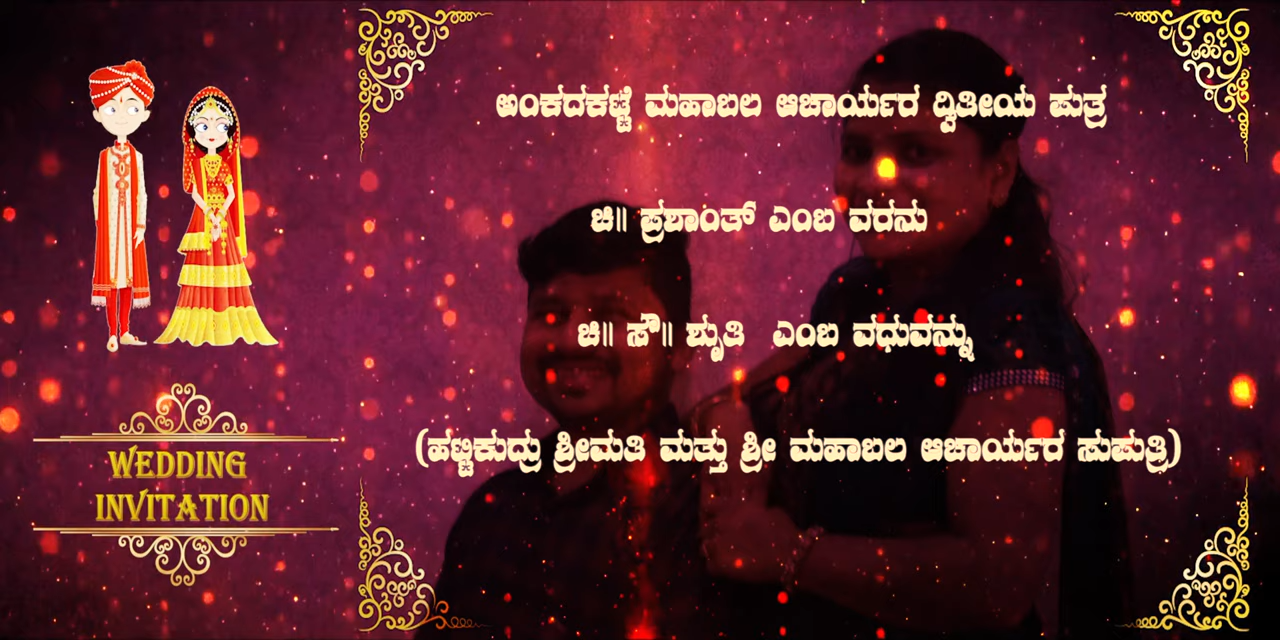 ಅಂಕದಕಟ್ಟೆ ಮಹಾಬಲ ಆಚಾರ್ಯರ ದ್ವಿತೀಯ ಪುತ್ರ
ಚಿ॥ ಪ್ರಶಾಂತ್ ಎಂಬ ವರನು
ಚಿ॥ ಸೌ॥ ಶ್ರುತಿ ಎಂಬ ವಧುವನ್ನು
(ಹಟ್ಟಿಕುದ್ರು ಶ್ರೀಮತಿ ಮತ್ತು ಶ್ರೀ ಮಹಾಬಲ ಆಚಾರ್ಯರ ಸುಪುತ್ರಿ)
WEDDING
INVITATION